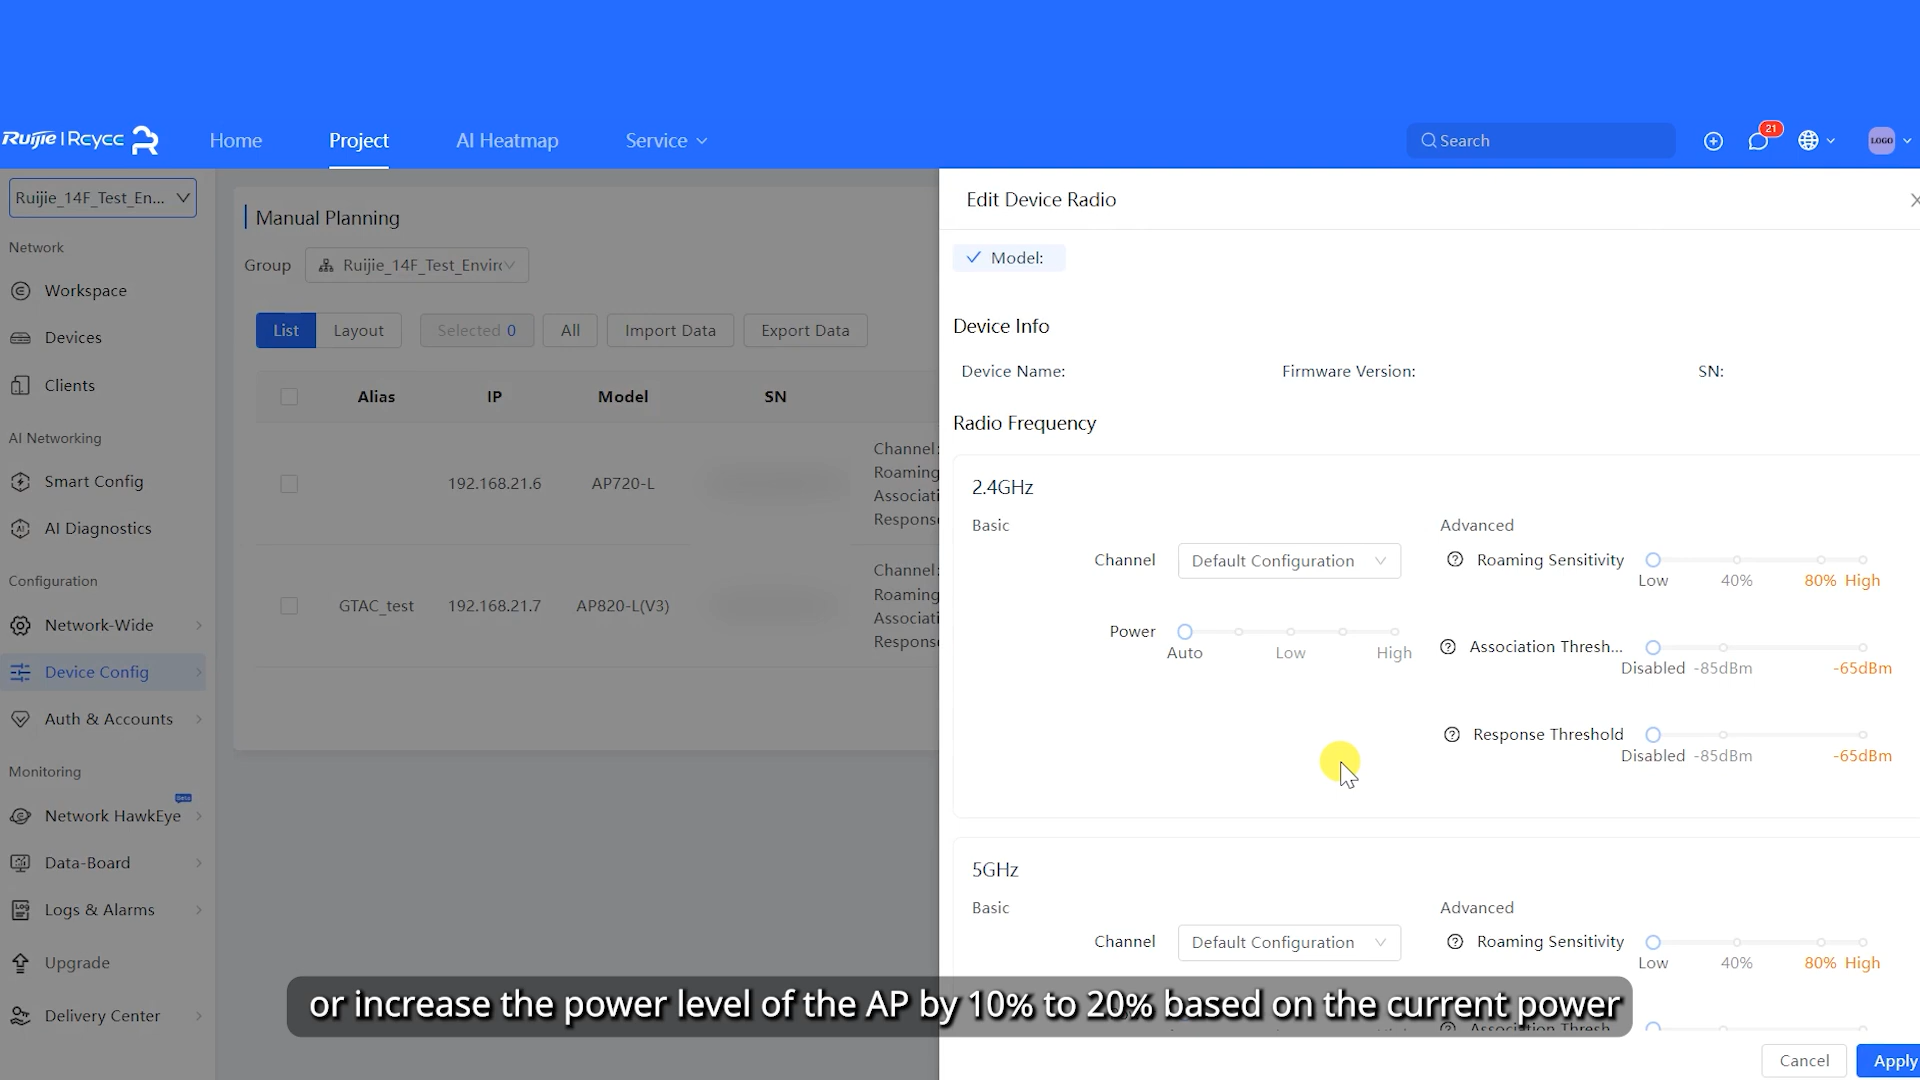 Ruijie | Rcycc
Home
Project
AI Heatmap
Service
Search
21
LOGO
Ruijie_14F_Test_En...
Network
Workspace
Devices
Clients
AI Networking
Smart Config
AI Diagnostics
Configuration
Network-Wide
Device Config
Auth & Accounts
Monitoring
Beta
Network HawkEye
Data-Board
Logs & Alarms
Upgrade
Delivery Center
Manual Planning
Group Ruijie_14F_Test_Envir
List Layout Selected 0 All Import Data Export Data
Alias IP Model SN
192.168.21.6 AP720-L
Channel:
Roaming
Associati
Response
GTAC_test 192.168.21.7 AP820-L(V3)
Channel:
Roaming
Associati
Response
Edit Device Radio
Model:
Device Info
Device Name: Firmware Version: SN:
Radio Frequency
2.4GHz
Basic
Channel Default Configuration
Power
Auto Low High
Advanced
Roaming Sensitivity
Low 40% 80% High
Association Thresh...
Disabled -85dBm -65dBm
Response Threshold
Disabled -85dBm -65dBm
5GHz
Basic
Channel Default Configuration
Advanced
Roaming Sensitivity
Low 40% 80% High
Association Thresh
or increase the power level of the AP by 10% to 20% based on the current power
Cancel Apply